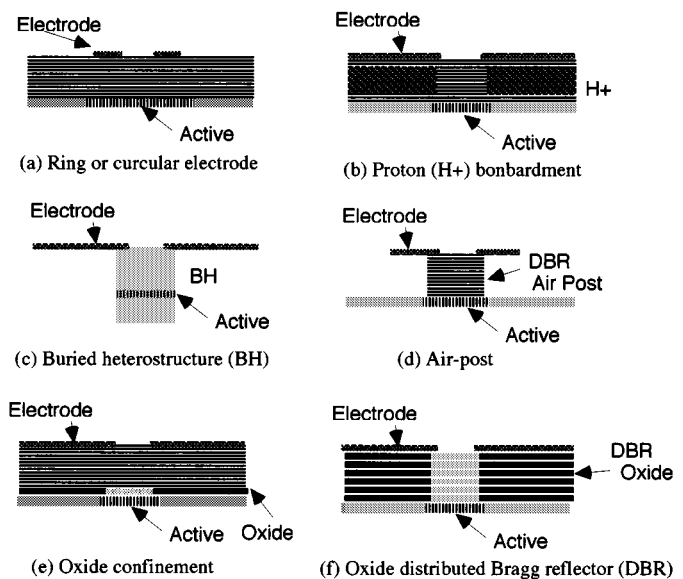 Electrode
Active
(a) Ring or curcular electrode
Electrode
H+
Active
(b) Proton (H+) bonbardment
Electrode
BH
Active
(c) Buried heterostructure (BH)
Electrode
DBR
Air Post
Active
(d) Air-post
Electrode
Active
Oxide
(e) Oxide confinement
Electrode
DBR
Oxide
Active
(f) Oxide distributed Bragg reflector (DBR)